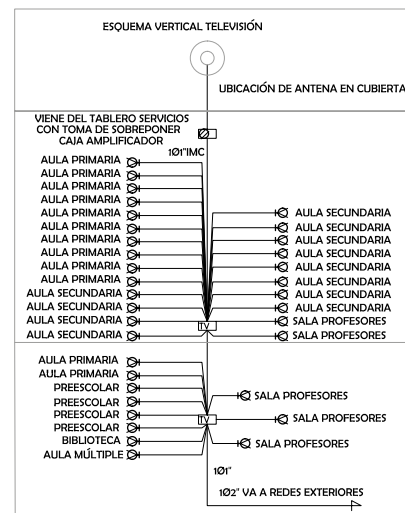 ESQUEMA VERTICAL TELEVISIÓN
UBICACIÓN DE ANTENA EN CUBIERTA
VIENE DEL TABLERO SERVICIOS
CON TOMA DE SOBREPONER
CAJA AMPLIFICADOR
1Ø1"IMC
AULA PRIMARIA
AULA PRIMARIA
AULA PRIMARIA
AULA PRIMARIA
AULA PRIMARIA
AULA PRIMARIA
AULA PRIMARIA
AULA PRIMARIA
AULA PRIMARIA
AULA PRIMARIA
AULA SECUNDARIA
AULA SECUNDARIA
AULA SECUNDARIA
AULA SECUNDARIA
AULA SECUNDARIA
AULA SECUNDARIA
AULA SECUNDARIA
AULA SECUNDARIA
AULA SECUNDARIA
AULA SECUNDARIA
AULA SECUNDARIA
AULA SECUNDARIA
SALA PROFESORES
SALA PROFESORES
TV
AULA PRIMARIA
AULA PRIMARIA
PREESCOLAR
PREESCOLAR
PREESCOLAR
PREESCOLAR
BIBLIOTECA
AULA MÚLTIPLE
SALA PROFESORES
SALA PROFESORES
SALA PROFESORES
TV
1Ø1"
1Ø2" VA A REDES EXTERIORES